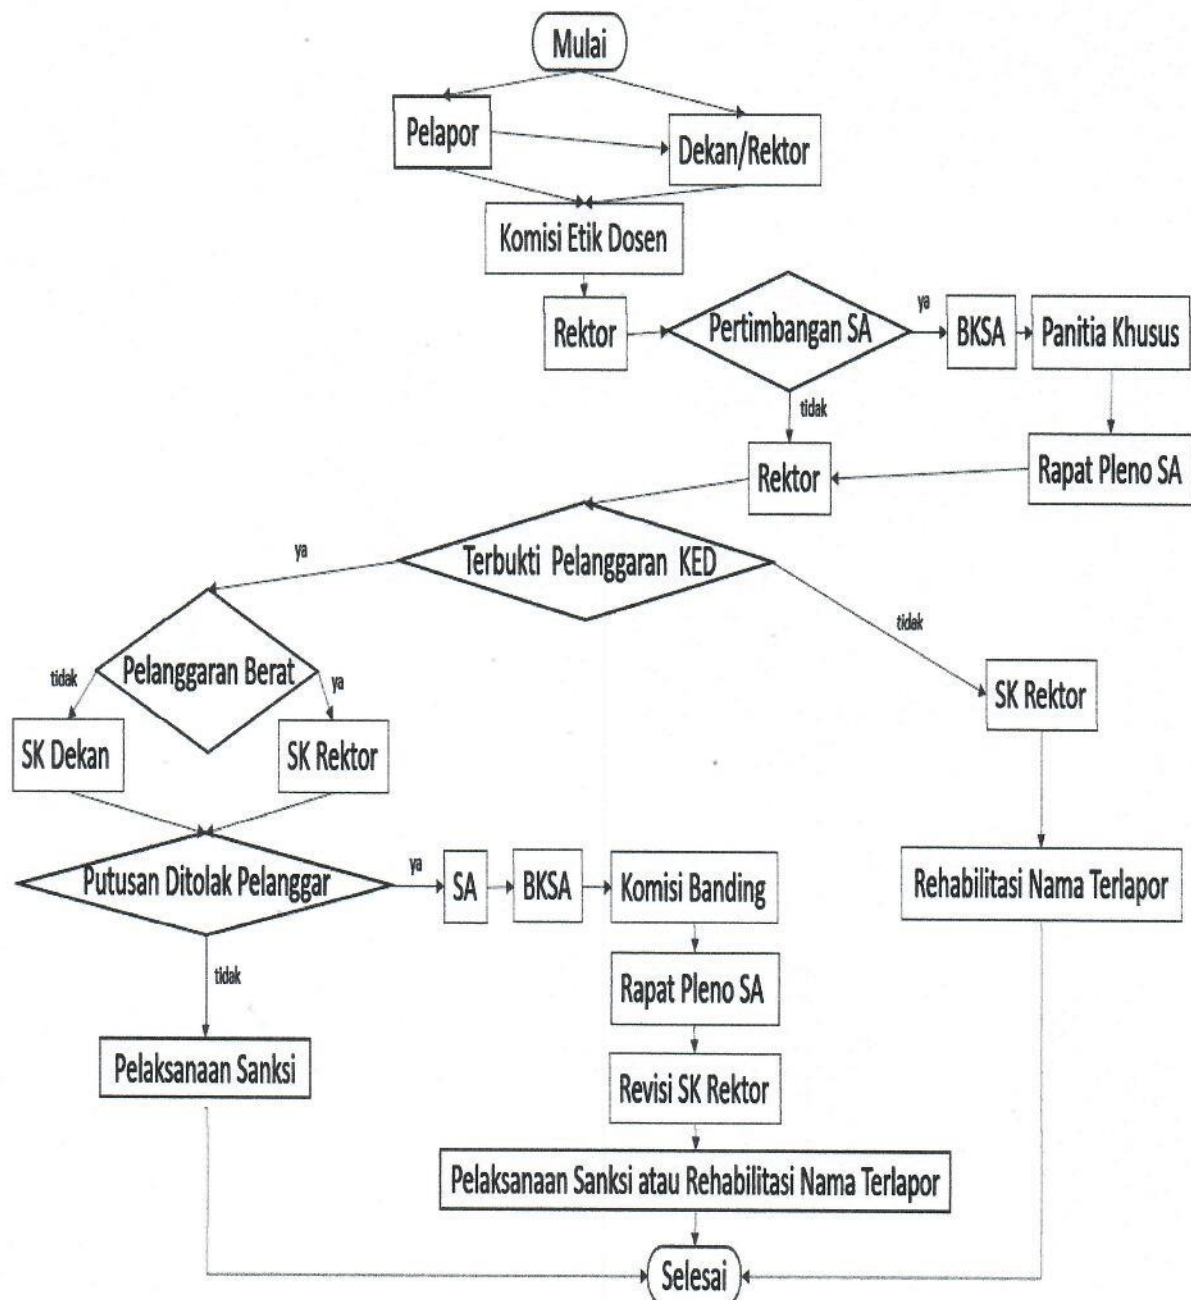 Mulai
Pelapor
Dekan/Rektor
Komisi Etik Dosen
Rektor
Pertimbangan SA
ya
BKSA
Panitia Khusus
tidak
Rektor
Rapat Pleno SA
Terbukti Pelanggaran KED
ya
tidak
Pelanggaran Berat
tidak
ya
SK Dekan
SK Rektor
SK Rektor
Putusan Ditolak Pelanggar
ya
SA
BKSA
Komisi Banding
Rehabilitasi Nama Terlapor
tidak
Rapat Pleno SA
Pelaksanaan Sanksi
Revisi SK Rektor
Pelaksanaan Sanksi atau Rehabilitasi Nama Terlapor
Selesai